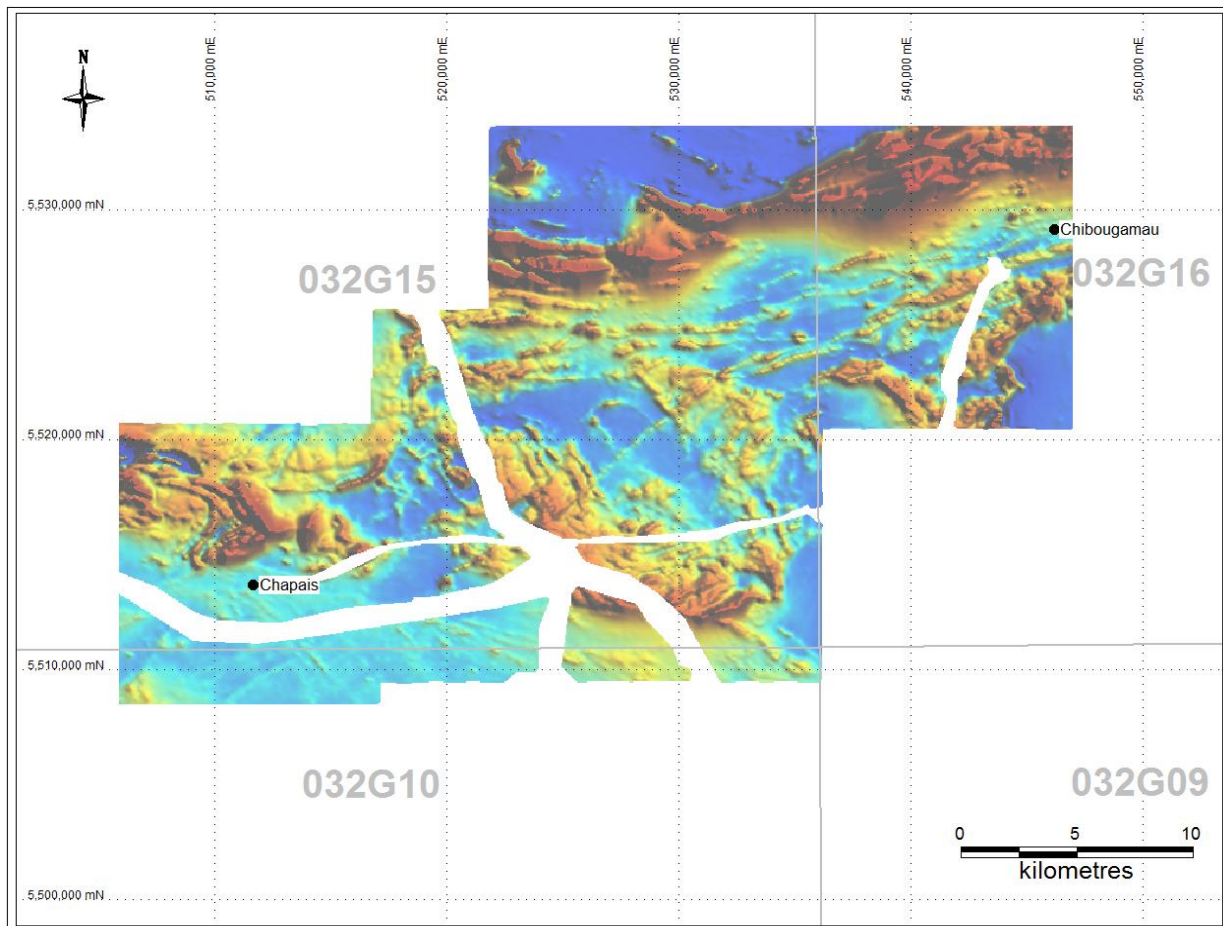 N
510,000 mE
520,000 mE
530,000 mE
540,000 mE
550,000 mE
5,530,000 mN
Chibougamau
032G15
032G16
5,520,000 mN
Chapais
5,510,000 mN
032G10
032G09
0 5 10
kilometres
5,500,000 mN